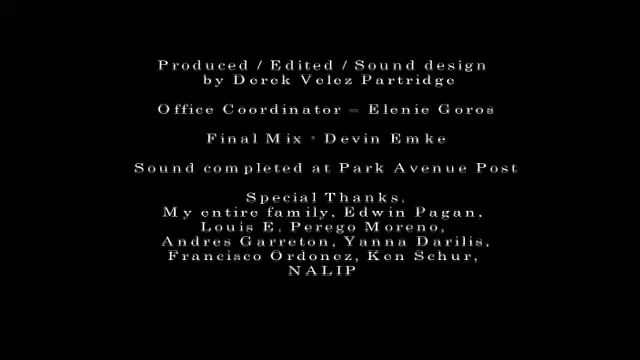 Produced / Edited / Sound design
by Derek Velez Partridge
Office Coordinator - Elenie Goros
Final Mix - Devin Emke
Sound completed at Park Avenue Post
Special Thanks.
My entire family, Edwin Pagan,
Louis E. Perego Moreno,
Andres Garreton, Yanna Darilis,
Francisco Ordonez, Ken Schur,
NALIP